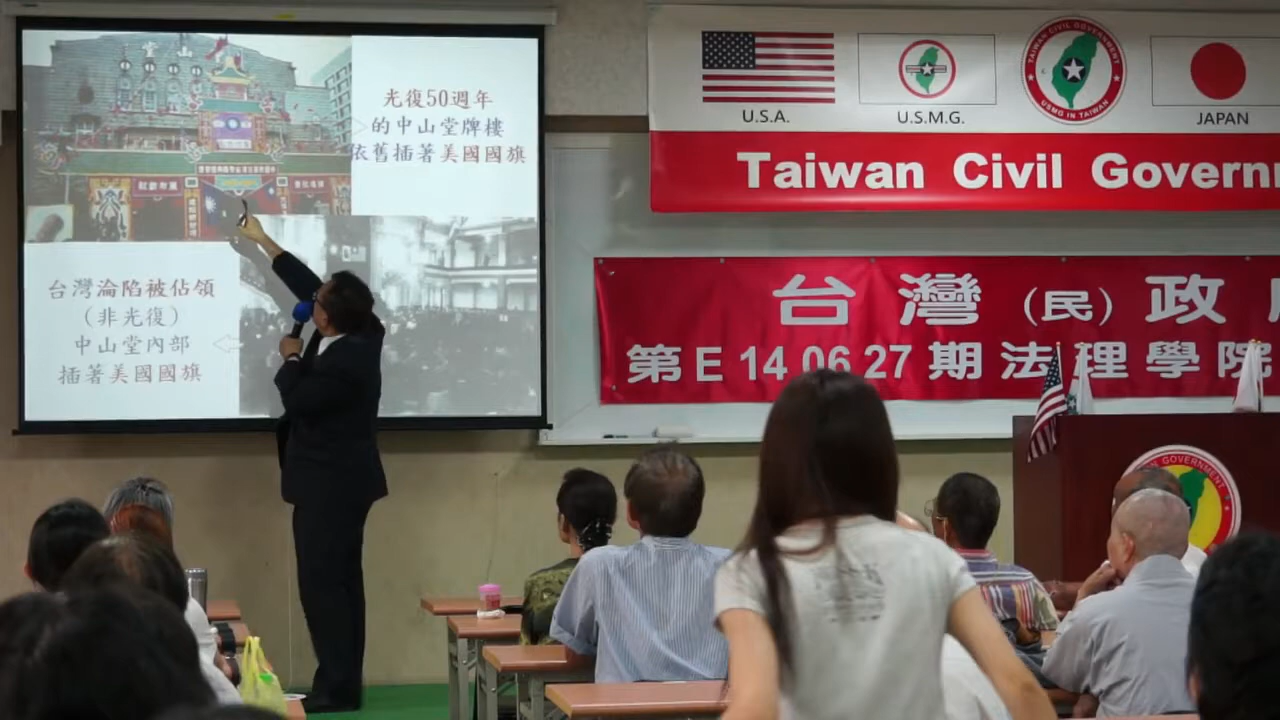 光復50週年
的中山堂牌樓
依舊插著美國國旗
台灣淪陷被佔領
（非光復）
中山堂內部
插著美國國旗
U.S.A.
U.S.M.G.
TAIWAN CIVIL GOVERNMENT
USMG IN TAIWAN
JAPAN
Taiwan Civil Govern
台灣（民）政
第E 14 06 27 期法理學院
GOVERNMENT